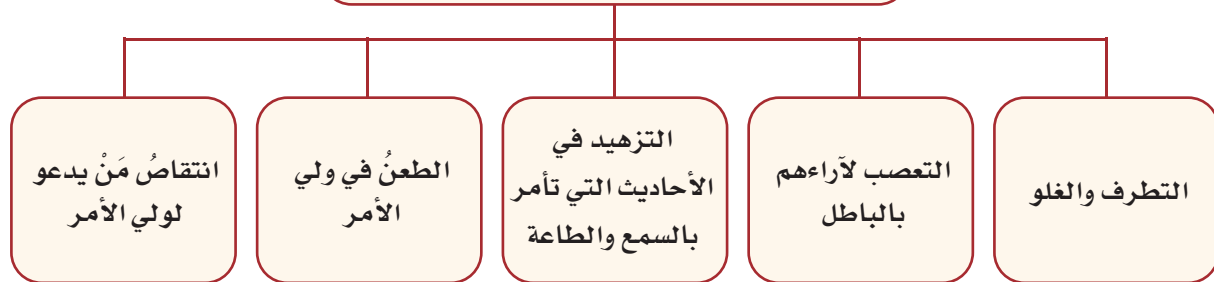 التطرف والغلو
التعصب لآراءهم
بالباطل
التزهيد في
الأحاديث التي تأمر
بالسمع والطاعة
الطعنُ في ولي
الأمر
انتقاصُ مَنْ يدعو
لولي الأمر